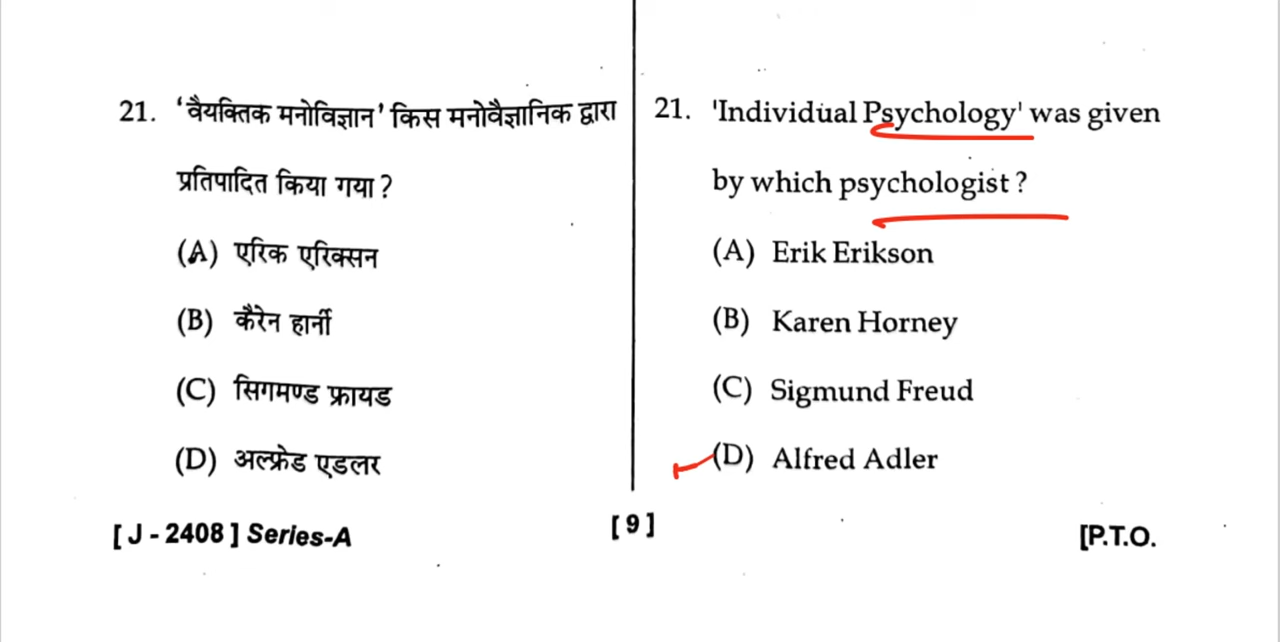 21. 'वैयक्तिक मनोविज्ञान' किस मनोवैज्ञानिक द्वारा
प्रतिपादित किया गया ?
(A) एरिक एरिक्सन
(B) कैरेन हार्नी
(C) सिगमण्ड फ्रायड
(D) अल्फ्रेड एडलर
21. 'Individual Psychology' was given
by which psychologist ?
(A) Erik Erikson
(B) Karen Horney
(C) Sigmund Freud
(D) Alfred Adler
[ J - 2408 ] Series-A
[ 9 ]
[P.T.O.